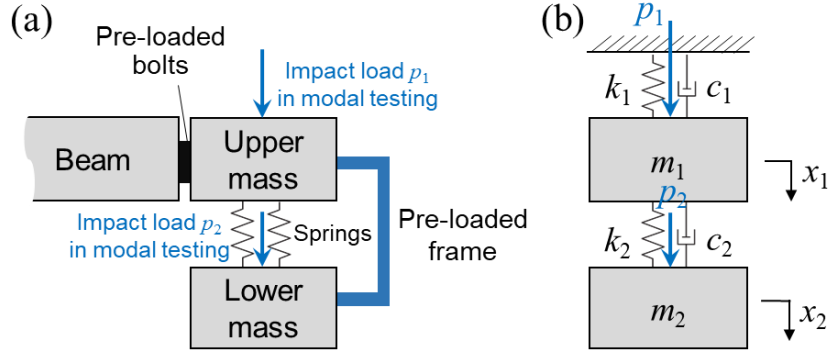 (a)
Pre-loaded
bolts
Impact load p1
in modal testing
Beam
Upper
mass
Impact load p2
in modal testing
Springs
Pre-loaded
frame
Lower
mass
(b)
p1
k1
c1
m1
x1
p2
k2
c2
m2
x2